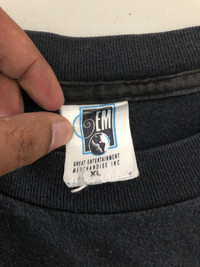 GEM
GREAT ENTERTAINMENT
MERCHANDISE INC
XL